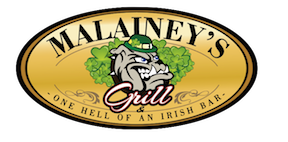 MALAINEY'S
Grill
&
· ONE HELL OF AN IRISH BAR ·